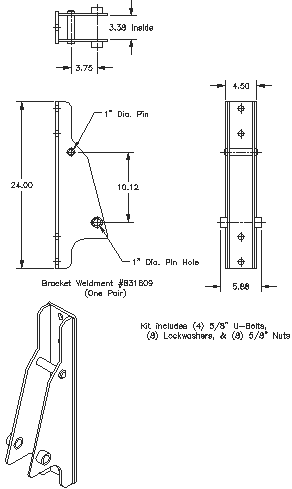 3.38 Inside
3.75
4.50
1" Dia. Pin
24.00
10.12
1" Dia. Pin Hole
5.88
Bracket Weldment #831809
(One Pair)
Kit includes (4) 5/8" U-Bolts,
(8) Lockwashers, & (8) 5/8" Nuts